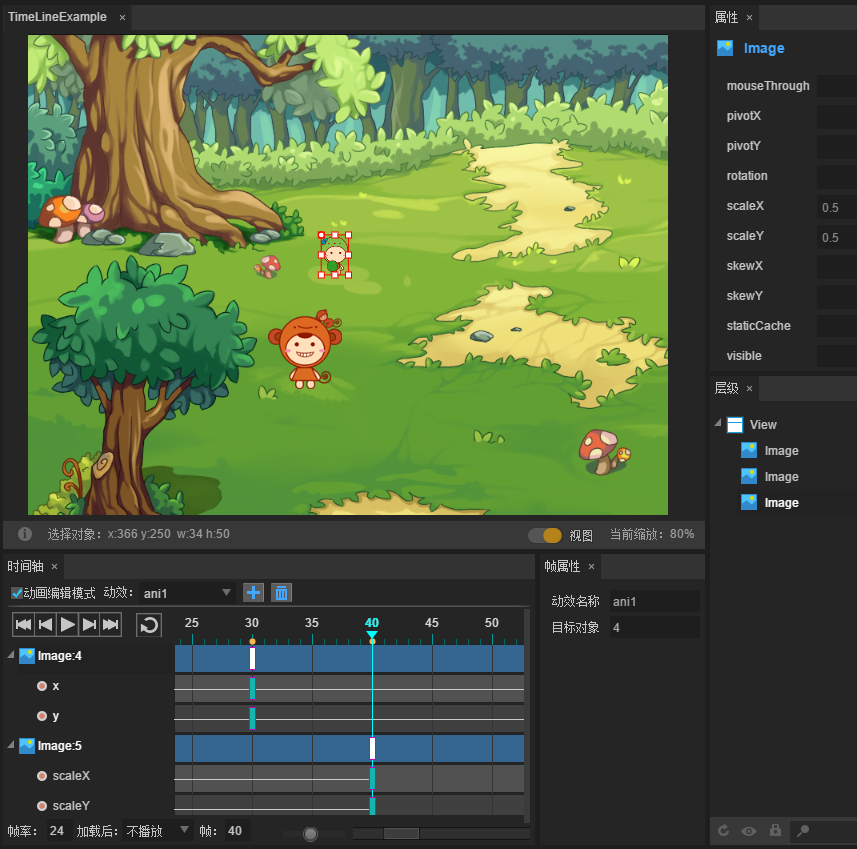 TimeLineExample ×
选择对象：x:366 y:250 w:34 h:50
视图
当前缩放：80%
属性 ×
Image
mouseThrough
pivotX
pivotY
rotation
scaleX 0.5
scaleY 0.5
skewX
skewY
staticCache
visible
层级 ×
View
Image
Image
Image
时间轴 ×
动画编辑模式 动效：ani1
25 30 35 40 45 50
Image:4
x
y
Image:5
scaleX
scaleY
帧率：24 加载后：不播放 帧：40
帧属性 ×
动效名称 ani1
目标对象 4